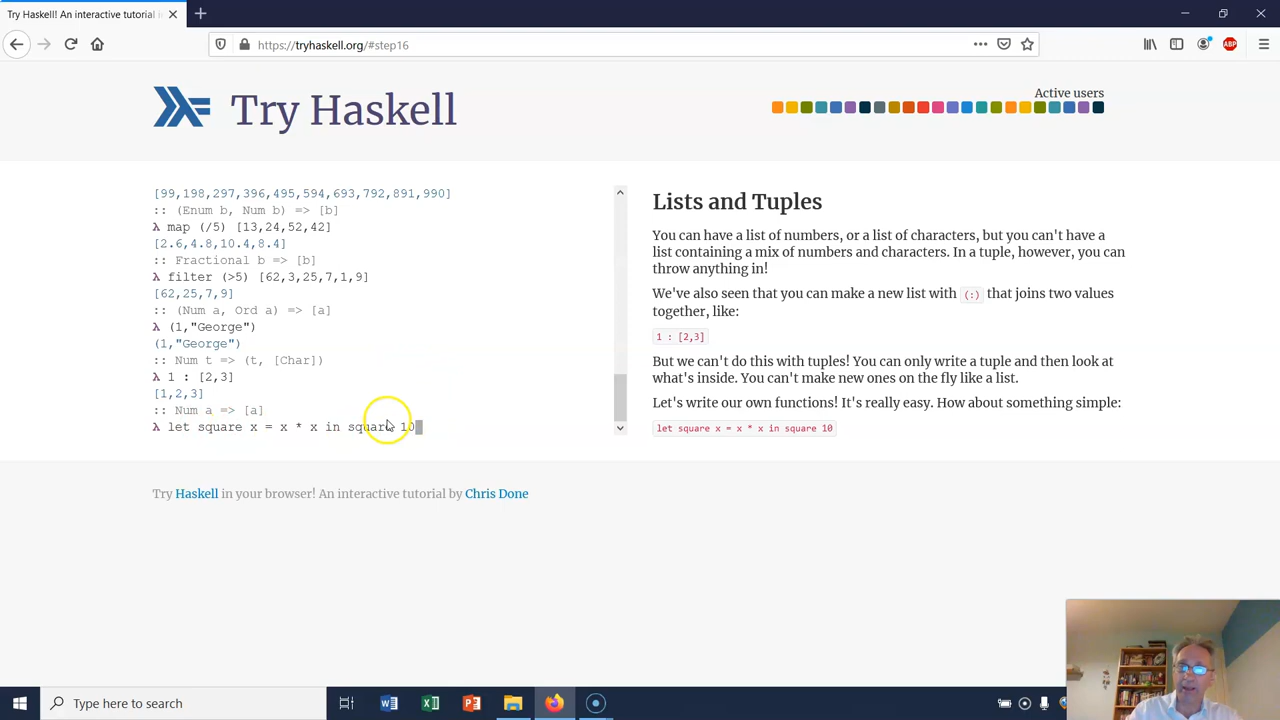 Try Haskell! An interactive tutorial i
https://tryhaskell.org/#step16
ABP
Try Haskell
Active users
[99,198,297,396,495,594,693,792,891,990]
:: (Enum b, Num b) => [b]
λ map (/5) [13,24,52,42]
[2.6,4.8,10.4,8.4]
:: Fractional b => [b]
λ filter (>5) [62,3,25,7,1,9]
[62,25,7,9]
:: (Num a, Ord a) => [a]
λ (1,"George")
(1,"George")
:: Num t => (t, [Char])
λ 1 : [2,3]
[1,2,3]
:: Num a => [a]
λ let square x = x * x in square 10
Lists and Tuples
You can have a list of numbers, or a list of characters, but you can't have a
list containing a mix of numbers and characters. In a tuple, however, you can
throw anything in!
We've also seen that you can make a new list with (:) that joins two values
together, like:
1 : [2,3]
But we can't do this with tuples! You can only write a tuple and then look at
what's inside. You can't make new ones on the fly like a list.
Let's write our own functions! It's really easy. How about something simple:
let square x = x * x in square 10
Try Haskell in your browser! An interactive tutorial by Chris Done
Type here to search